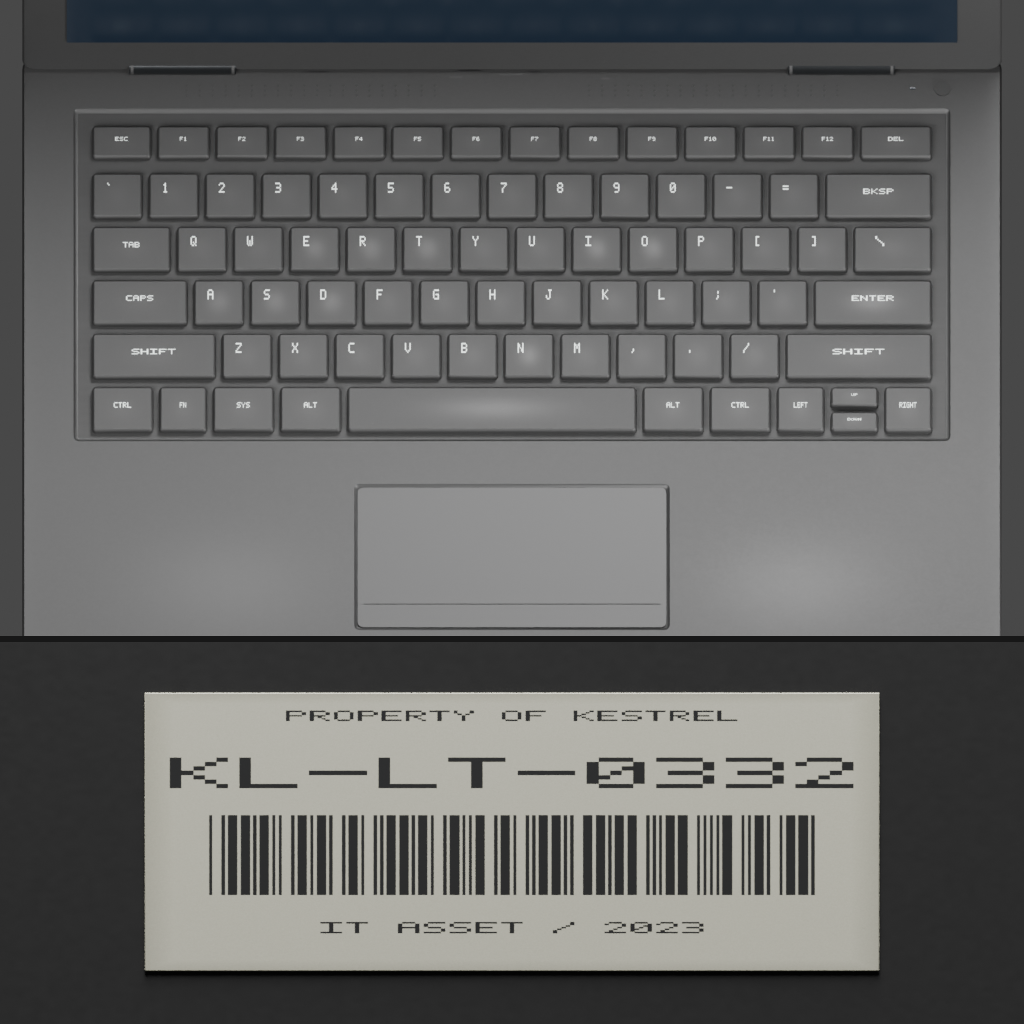 ESC F1 F2 F3 F4 F5 F6 F7 F8 F9 F10 F11 F12 DEL
` 1 2 3 4 5 6 7 8 9 0 - = BKSP
TAB Q W E R T Y U I O P [ ] \
CAPS A S D F G H J K L ; ' ENTER
SHIFT Z X C V B N M , . / SHIFT
CTRL FN SYS ALT ALT CTRL LEFT UP RIGHT
DOWN
PROPERTY OF KESTREL
KL-LT-0332
IT ASSET / 2023